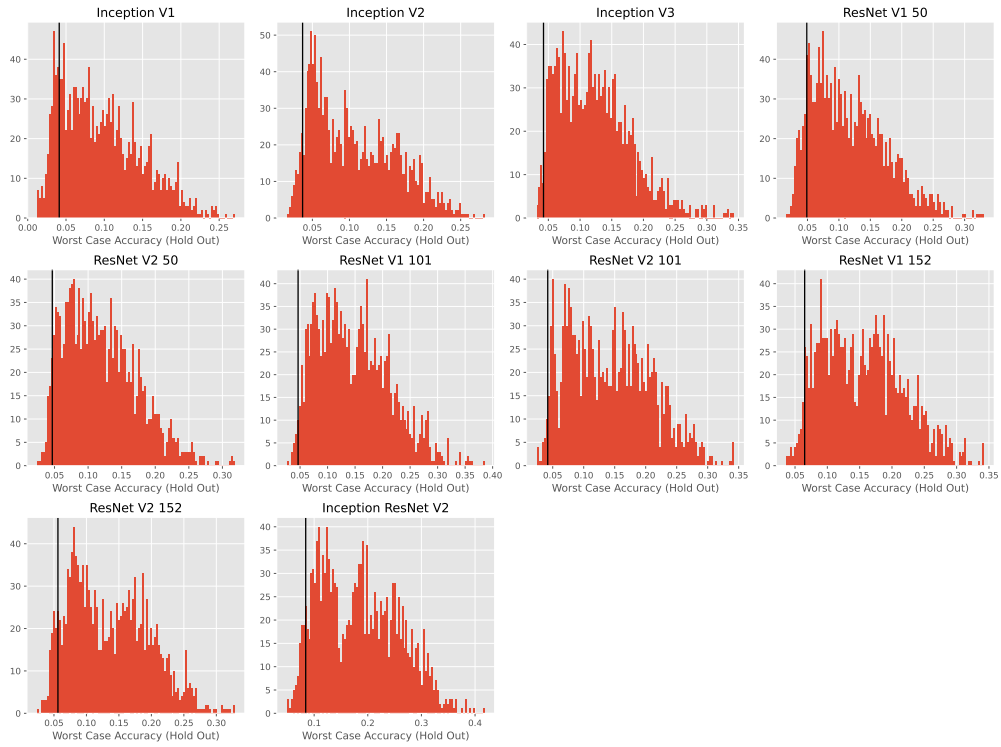 Inception V1
Inception V2
Inception V3
ResNet V1 50
40
30
20
10
0
0.00 0.05 0.10 0.15 0.20 0.25
Worst Case Accuracy (Hold Out)
50
40
30
20
10
0
0.05 0.10 0.15 0.20 0.25
Worst Case Accuracy (Hold Out)
40
30
20
10
0
0.05 0.10 0.15 0.20 0.25 0.30 0.35
Worst Case Accuracy (Hold Out)
40
30
20
10
0
0.05 0.10 0.15 0.20 0.25 0.30
Worst Case Accuracy (Hold Out)
ResNet V2 50
ResNet V1 101
ResNet V2 101
ResNet V1 152
40
35
30
25
20
15
10
5
0
0.05 0.10 0.15 0.20 0.25 0.30
Worst Case Accuracy (Hold Out)
40
35
30
25
20
15
10
5
0
0.05 0.10 0.15 0.20 0.25 0.30 0.35 0.40
Worst Case Accuracy (Hold Out)
40
35
30
25
20
15
10
5
0
0.05 0.10 0.15 0.20 0.25 0.30 0.35
Worst Case Accuracy (Hold Out)
40
35
30
25
20
15
10
5
0
0.05 0.10 0.15 0.20 0.25 0.30 0.35
Worst Case Accuracy (Hold Out)
ResNet V2 152
Inception ResNet V2
40
30
20
10
0
0.05 0.10 0.15 0.20 0.25 0.30
Worst Case Accuracy (Hold Out)
40
35
30
25
20
15
10
5
0
0.1 0.2 0.3 0.4
Worst Case Accuracy (Hold Out)